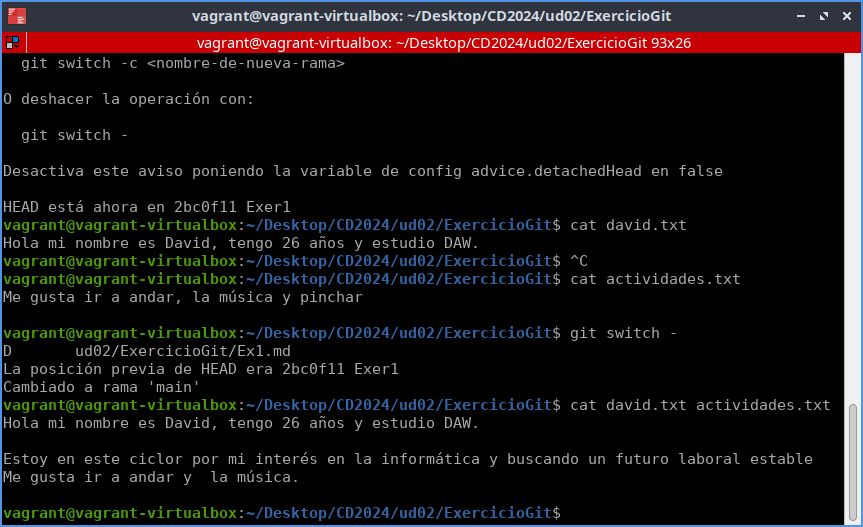 vagrant@vagrant-virtualbox: ~/Desktop/CD2024/ud02/ExercicioGit
vagrant@vagrant-virtualbox: ~/Desktop/CD2024/ud02/ExercicioGit 93x26
git switch -c <nombre-de-nueva-rama>
O deshacer la operación con:
git switch -
Desactiva este aviso poniendo la variable de config advice.detachedHead en false
HEAD está ahora en 2bc0f11 Exer1
vagrant@vagrant-virtualbox:~/Desktop/CD2024/ud02/ExercicioGit$ cat david.txt
Hola mi nombre es David, tengo 26 años y estudio DAW.
vagrant@vagrant-virtualbox:~/Desktop/CD2024/ud02/ExercicioGit$ ^C
vagrant@vagrant-virtualbox:~/Desktop/CD2024/ud02/ExercicioGit$ cat actividades.txt
Me gusta ir a andar, la música y pinchar
vagrant@vagrant-virtualbox:~/Desktop/CD2024/ud02/ExercicioGit$ git switch -
D       ud02/ExercicioGit/Ex1.md
La posición previa de HEAD era 2bc0f11 Exer1
Cambiado a rama 'main'
vagrant@vagrant-virtualbox:~/Desktop/CD2024/ud02/ExercicioGit$ cat david.txt actividades.txt
Hola mi nombre es David, tengo 26 años y estudio DAW.
Estoy en este ciclor por mi interés en la informática y buscando un futuro laboral estable
Me gusta ir a andar y  la música.
vagrant@vagrant-virtualbox:~/Desktop/CD2024/ud02/ExercicioGit$